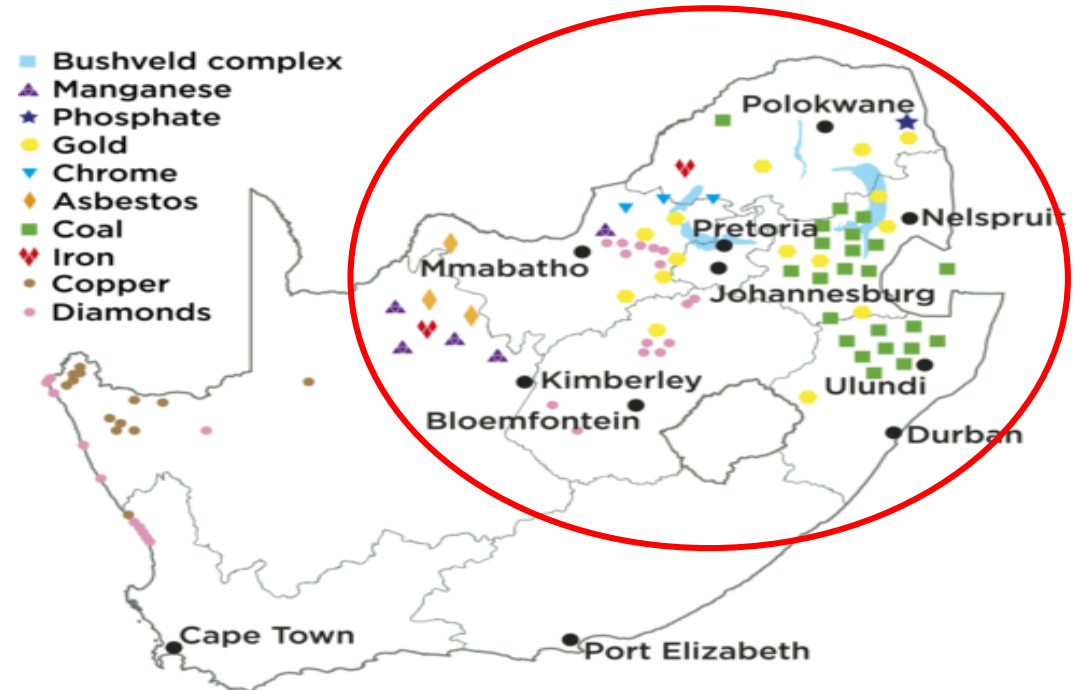 Bushveld complex
Manganese
Phosphate
Gold
Chrome
Asbestos
Coal
Iron
Copper
Diamonds
Polokwane
Nelspruit
Pretoria
Mmabatho
Johannesburg
Kimberley
Ulundi
Bloemfontein
Durban
Cape Town
Port Elizabeth